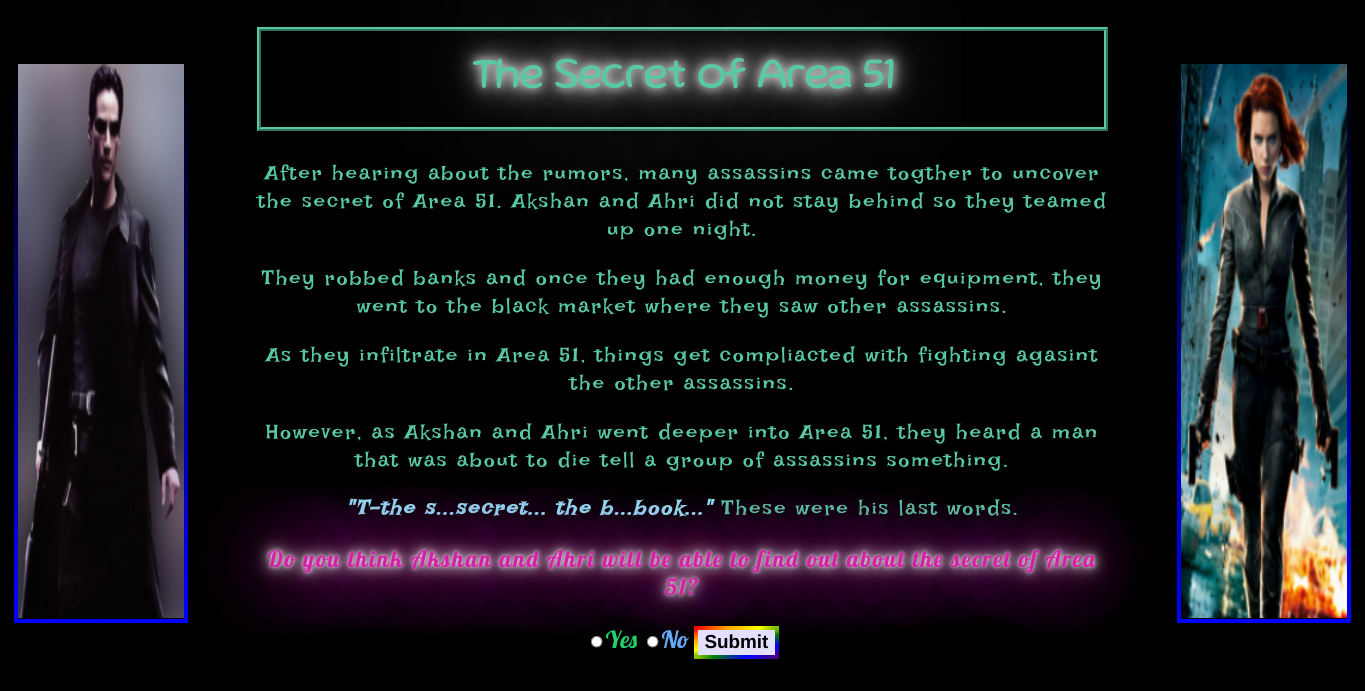 The Secret of Area 51
After hearing about the rumors, many assassins came togther to uncover
the secret of Area 51. Akshan and Ahri did not stay behind so they teamed
up one night.
They robbed banks and once they had enough money for equipment, they
went to the black market where they saw other assassins.
As they infiltrate in Area 51, things get compliacted with fighting agasint
the other assassins.
However, as Akshan and Ahri went deeper into Area 51, they heard a man
that was about to die tell a group of assassins something.
"T-the s...secret... the b...book..." These were his last words.
Do you think Akshan and Ahri will be able to find out about the secret of Area
51?
Yes No Submit